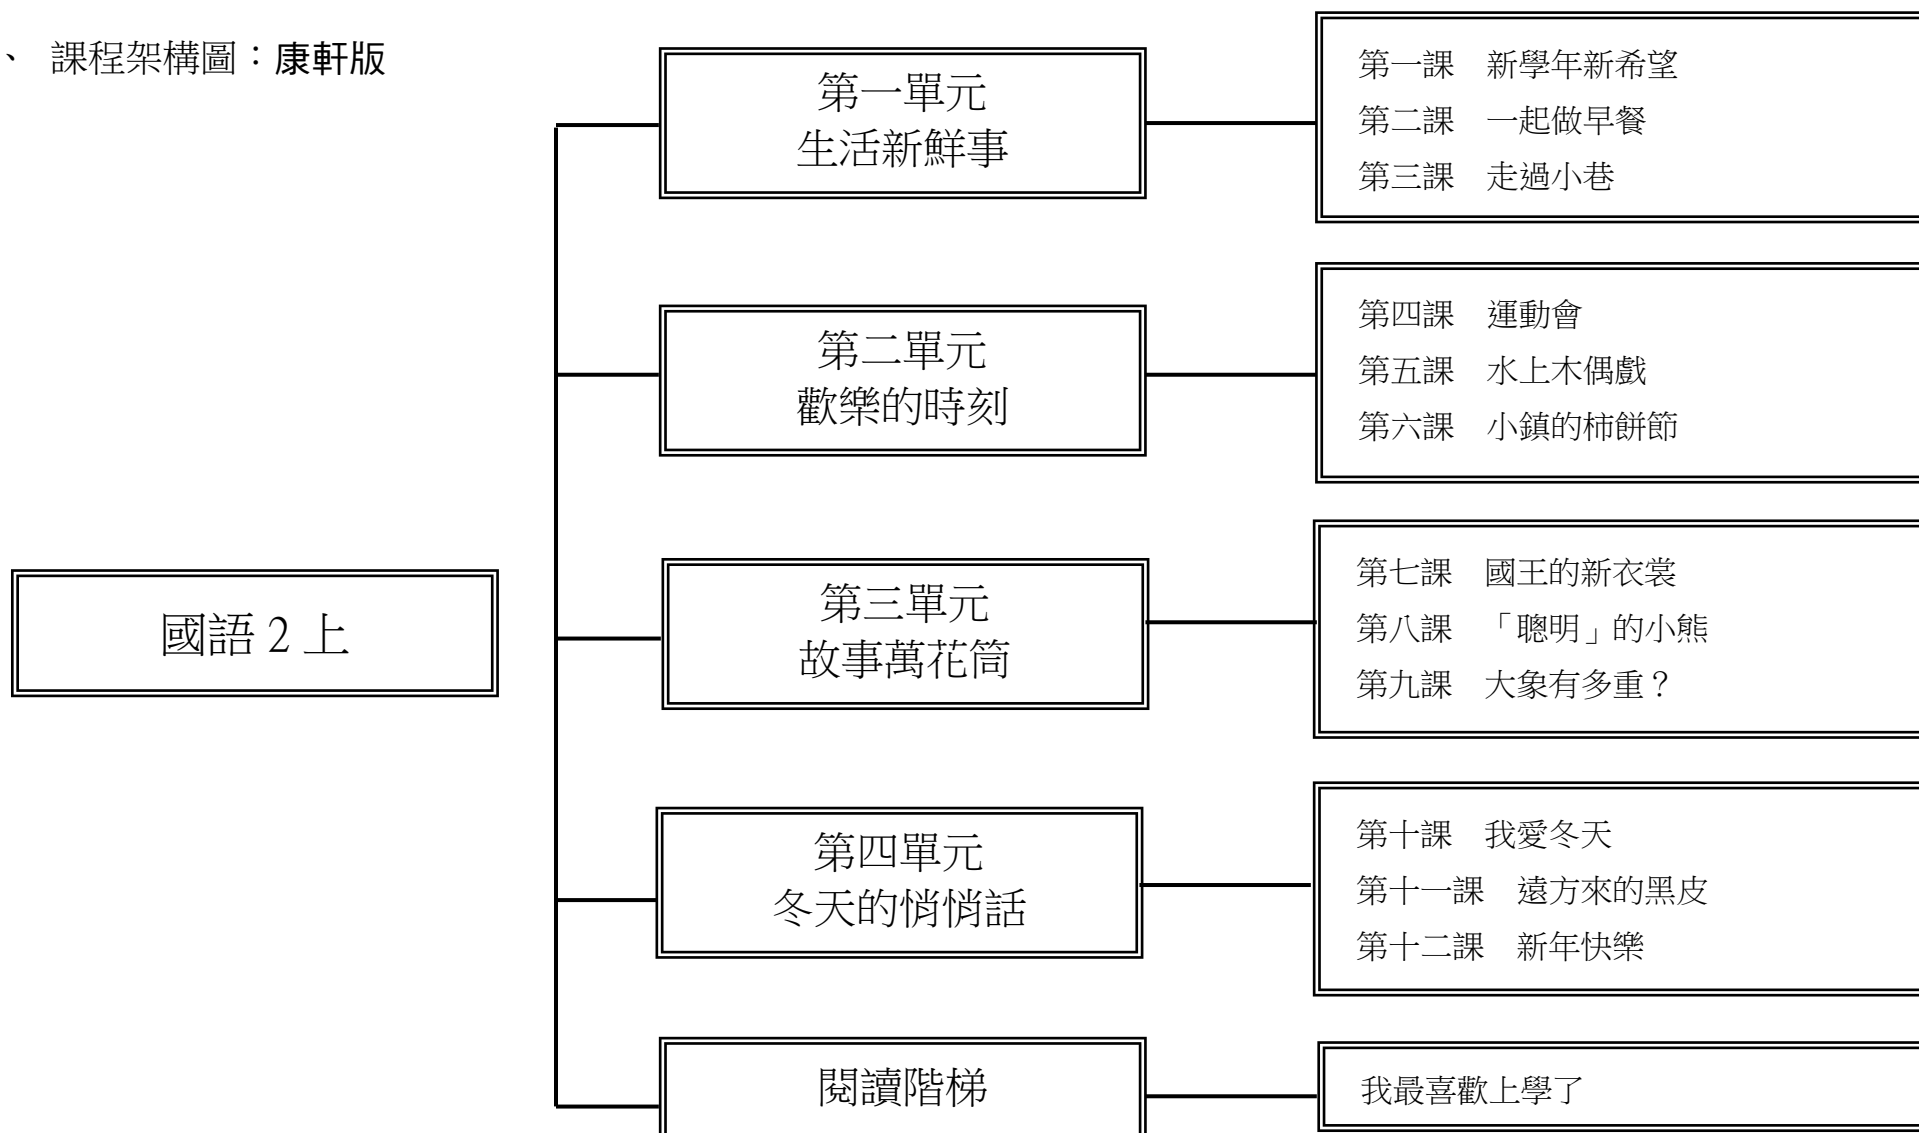 、 課程架構圖：康軒版
國語 2 上
第一單元
生活新鮮事
第一課　新學年新希望
第二課　一起做早餐
第三課　走過小巷
第二單元
歡樂的時刻
第四課　運動會
第五課　水上木偶戲
第六課　小鎮的柿餅節
第三單元
故事萬花筒
第七課　國王的新衣裳
第八課　「聰明」的小熊
第九課　大象有多重？
第四單元
冬天的悄悄話
第十課　我愛冬天
第十一課　遠方來的黑皮
第十二課　新年快樂
閱讀階梯
我最喜歡上學了